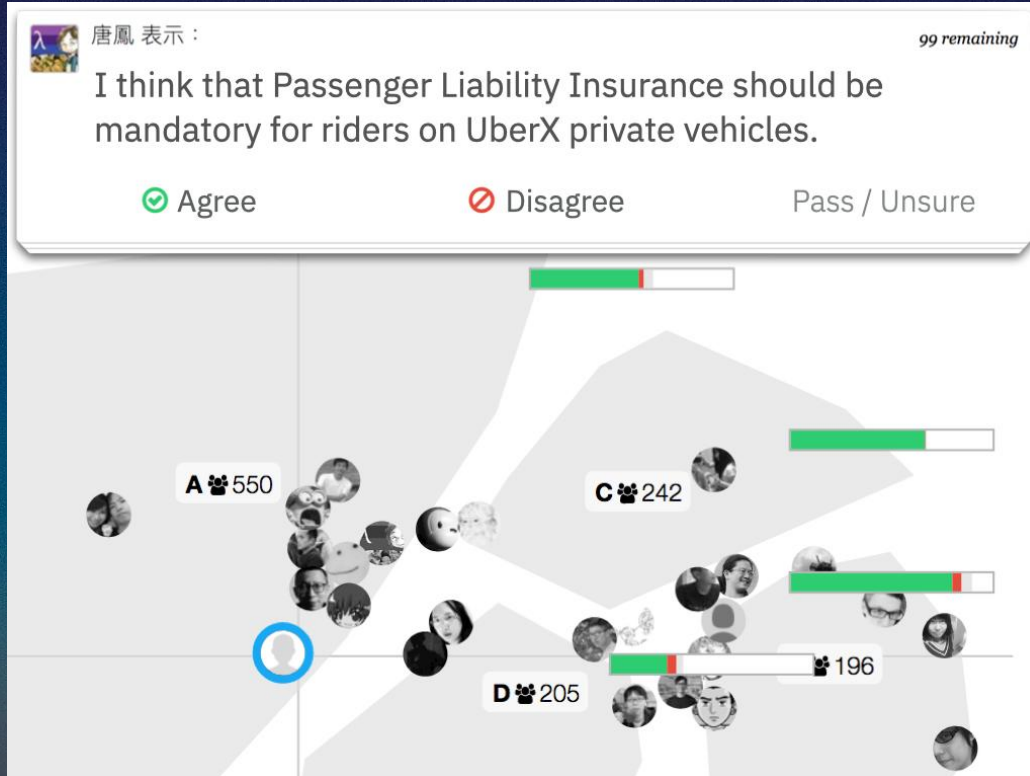 唐鳳 表示：
99 remaining
I think that Passenger Liability Insurance should be
mandatory for riders on UberX private vehicles.
Agree
Disagree
Pass / Unsure
A 550
C 242
196
D 205